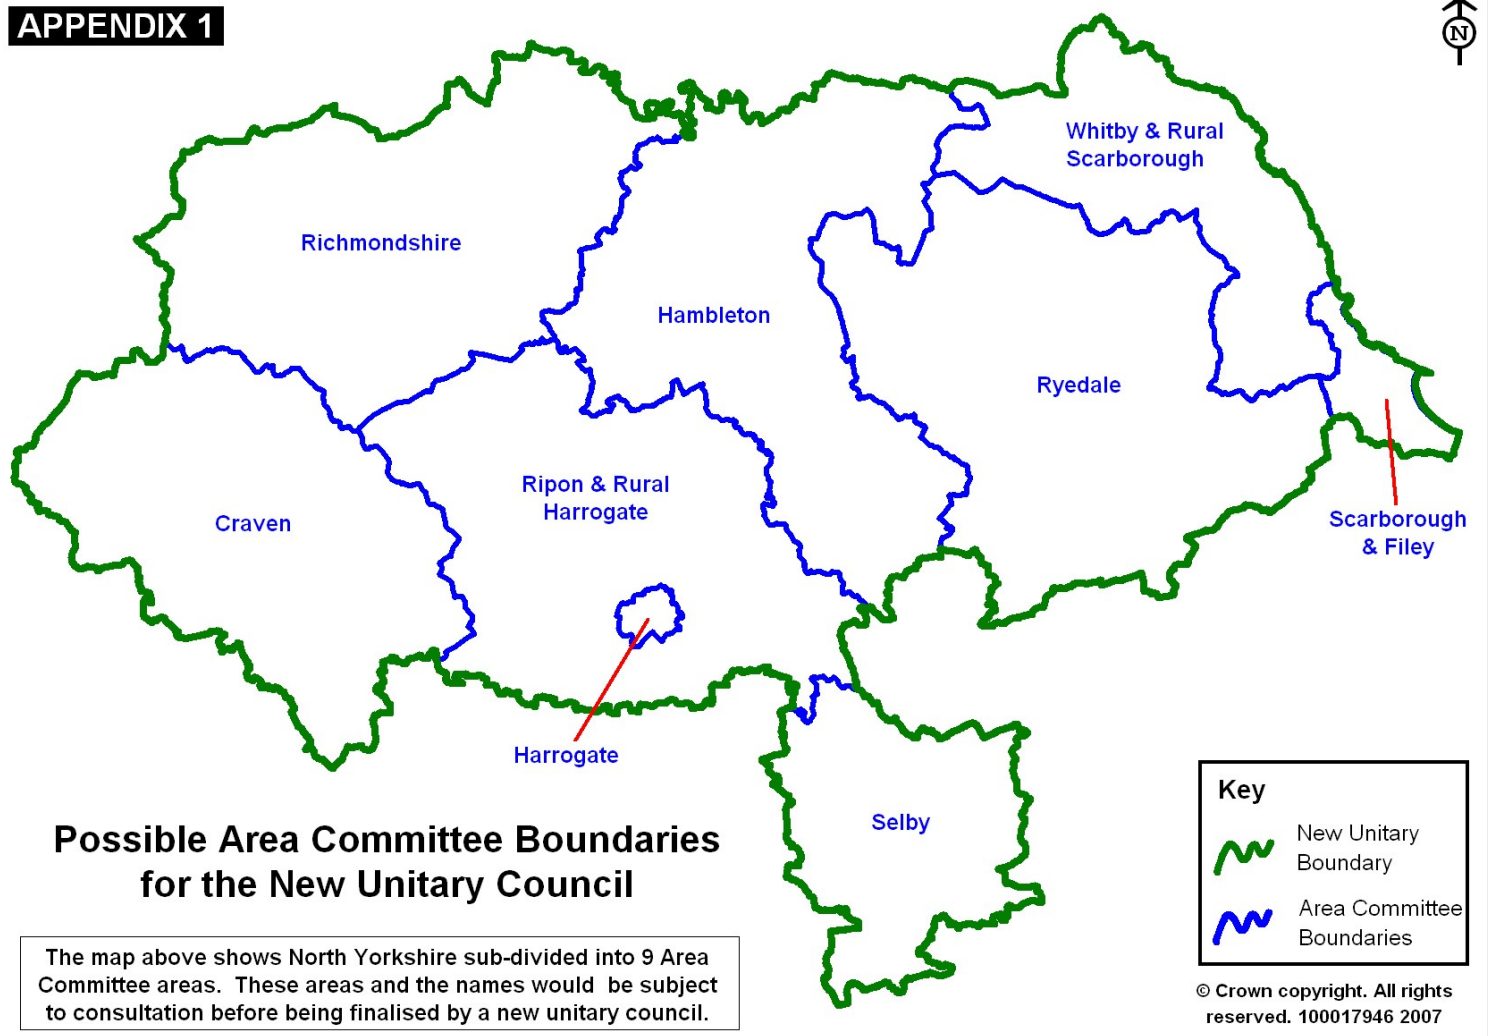 APPENDIX 1
N
Whitby & Rural
Scarborough
Richmondshire
Hambleton
Ryedale
Ripon & Rural
Harrogate
Craven
Scarborough
& Filey
Harrogate
Selby
Possible Area Committee Boundaries
for the New Unitary Council
The map above shows North Yorkshire sub-divided into 9 Area
Committee areas.  These areas and the names would  be subject
to consultation before being finalised by a new unitary council.
Key
New Unitary
Boundary
Area Committee
Boundaries
© Crown copyright. All rights
reserved. 100017946 2007